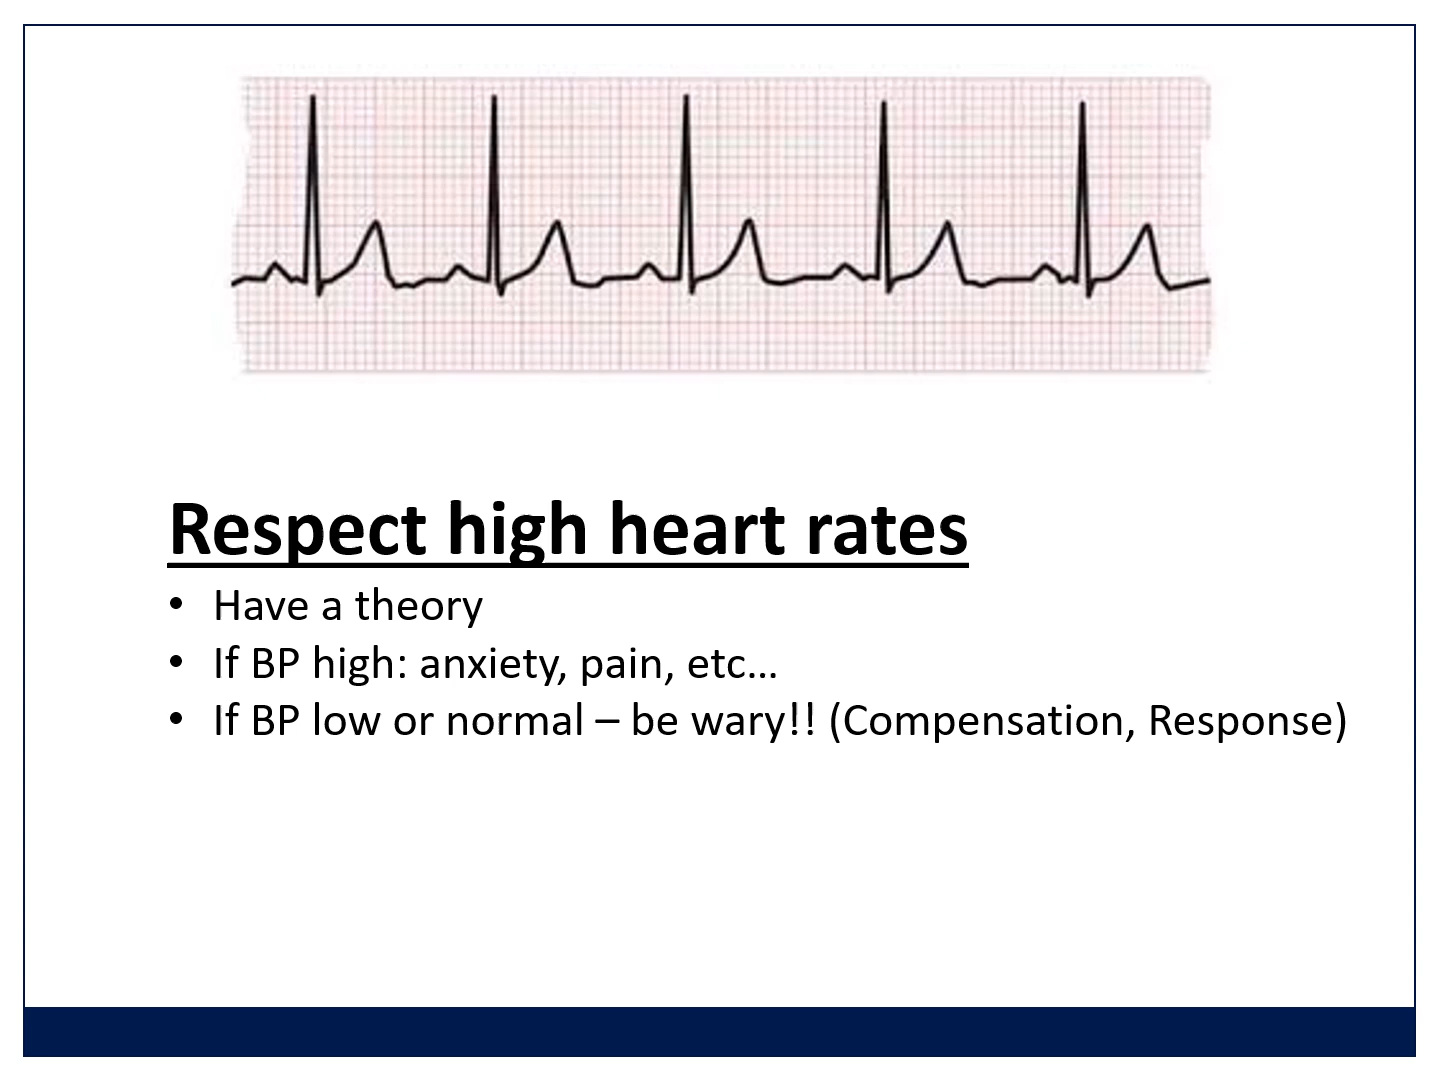 Respect high heart rates
• Have a theory
• If BP high: anxiety, pain, etc…
• If BP low or normal – be wary!! (Compensation, Response)